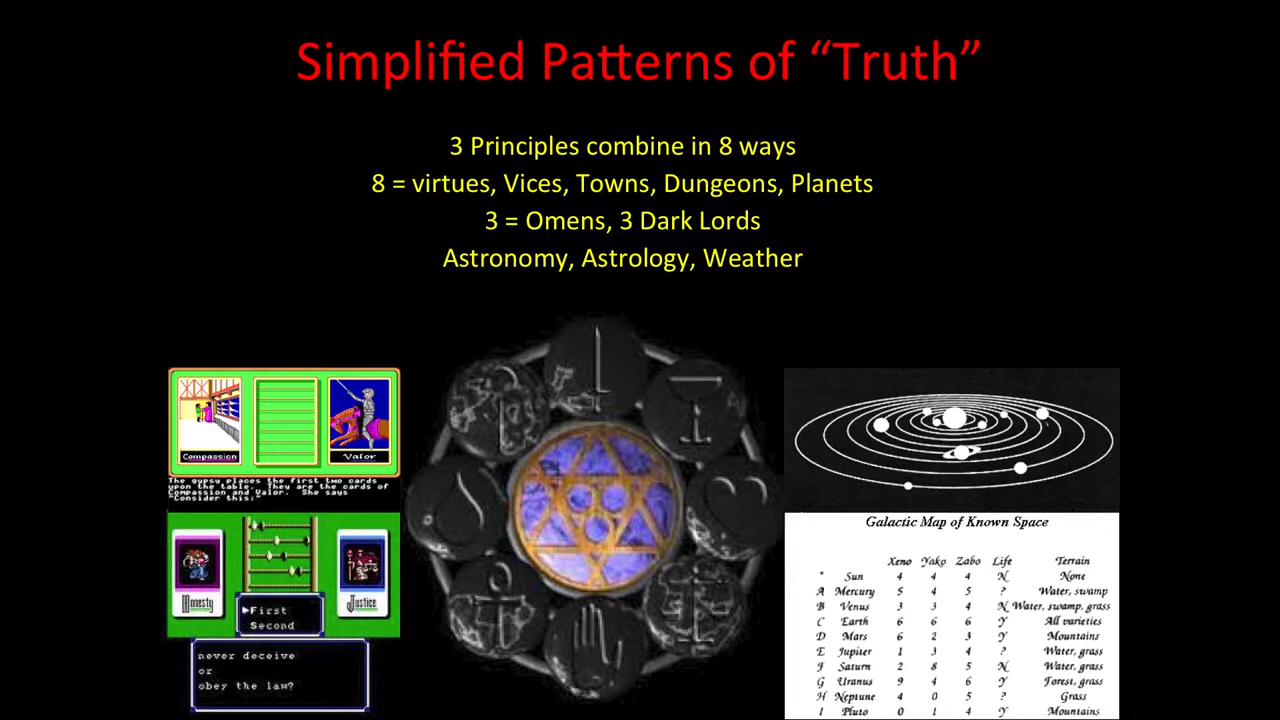 Simplified Patterns of “Truth”
3 Principles combine in 8 ways
8 = virtues, Vices, Towns, Dungeons, Planets
3 = Omens, 3 Dark Lords
Astronomy, Astrology, Weather
Compassion
Valor
The gypsy places the first two cards
upon the table. They are the cards of
Compassion and Valor. She says
"Consider this:"
Honesty
Justice
▶First
Second
never deceive
or
obey the law?
Galactic Map of Known Space
Xeno Yako Zabo Life Terrain
* Sun 4 4 4 N None
A Mercury 5 4 5 ? Water, swamp
B Venus 3 3 4 N Water, swamp, grass
C Earth 6 6 6 Y All varieties
D Mars 6 2 3 Y Mountains
E Jupiter 1 3 4 ? Water, grass
F Saturn 2 8 5 N Water, grass
G Uranus 9 4 6 Y Forest, grass
H Neptune 4 0 5 ? Grass
I Pluto 0 1 4 Y Mountains